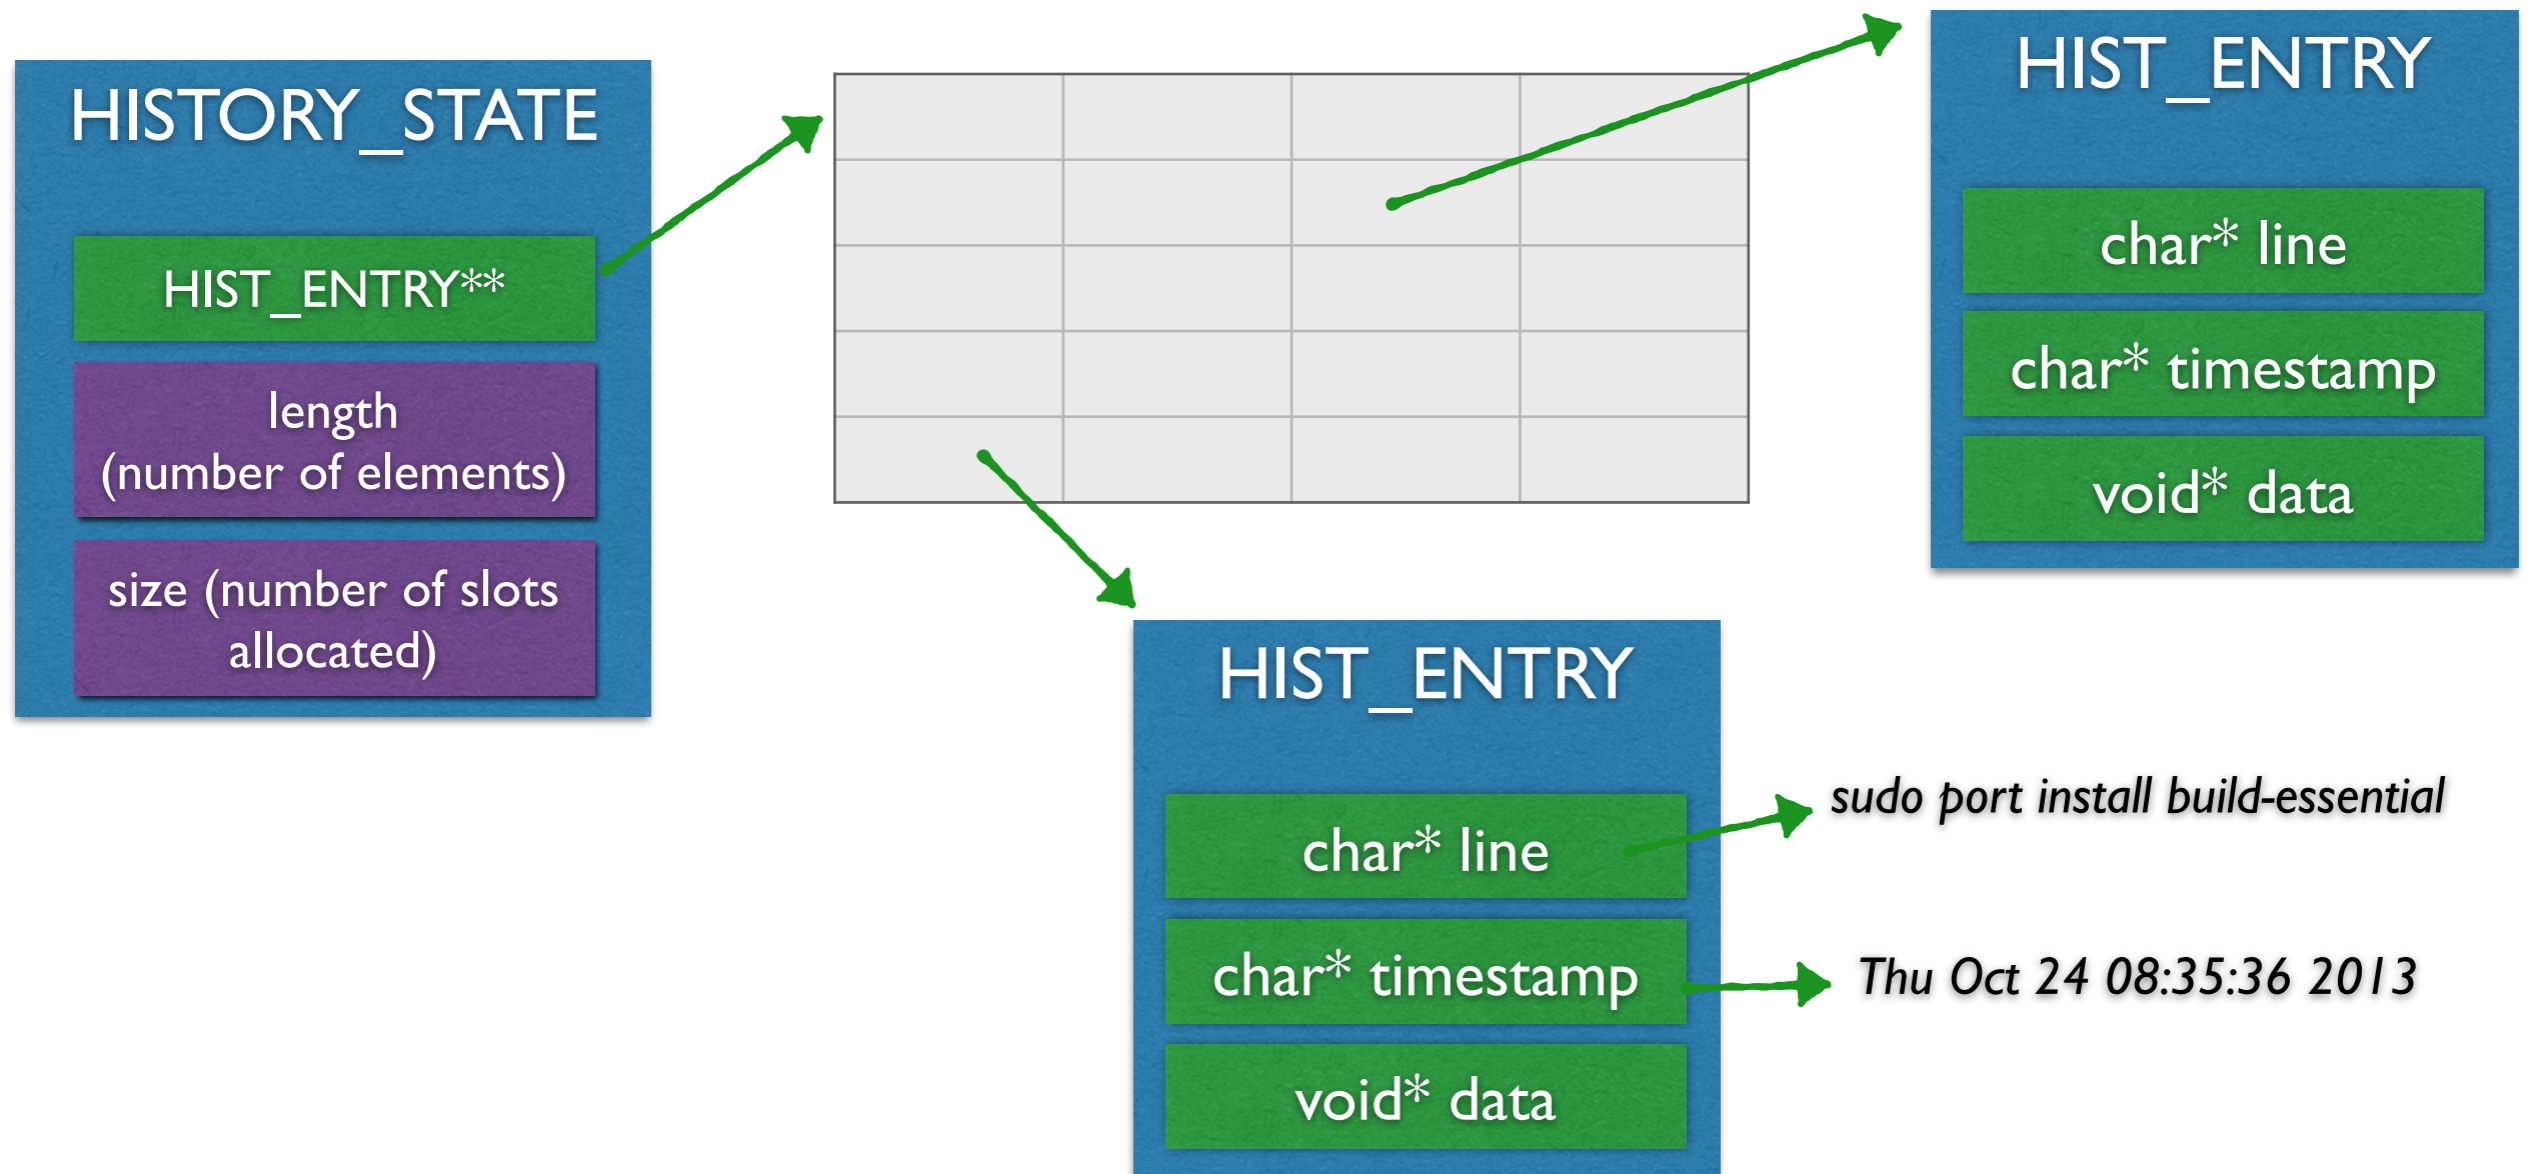 HISTORY_STATE
HIST_ENTRY**
length
(number of elements)
size (number of slots
allocated)
HIST_ENTRY
char* line
char* timestamp
void* data
HIST_ENTRY
char* line
char* timestamp
void* data
sudo port install build-essential
Thu Oct 24 08:35:36 2013